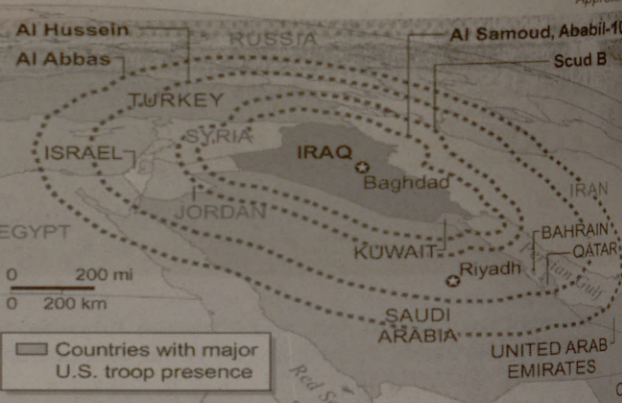 Al Hussein
RUSSIA
Al Samoud, Ababil-10
Al Abbas
Scud B
TURKEY
SYRIA
ISRAEL
IRAQ
Baghdad
IRAN
JORDAN
EGYPT
KUWAIT
BAHRAIN
QATAR
Persian Gulf
Riyadh
0 200 mi
0 200 km
SAUDI
ARABIA
UNITED ARAB
EMIRATES
Countries with major
U.S. troop presence
Red